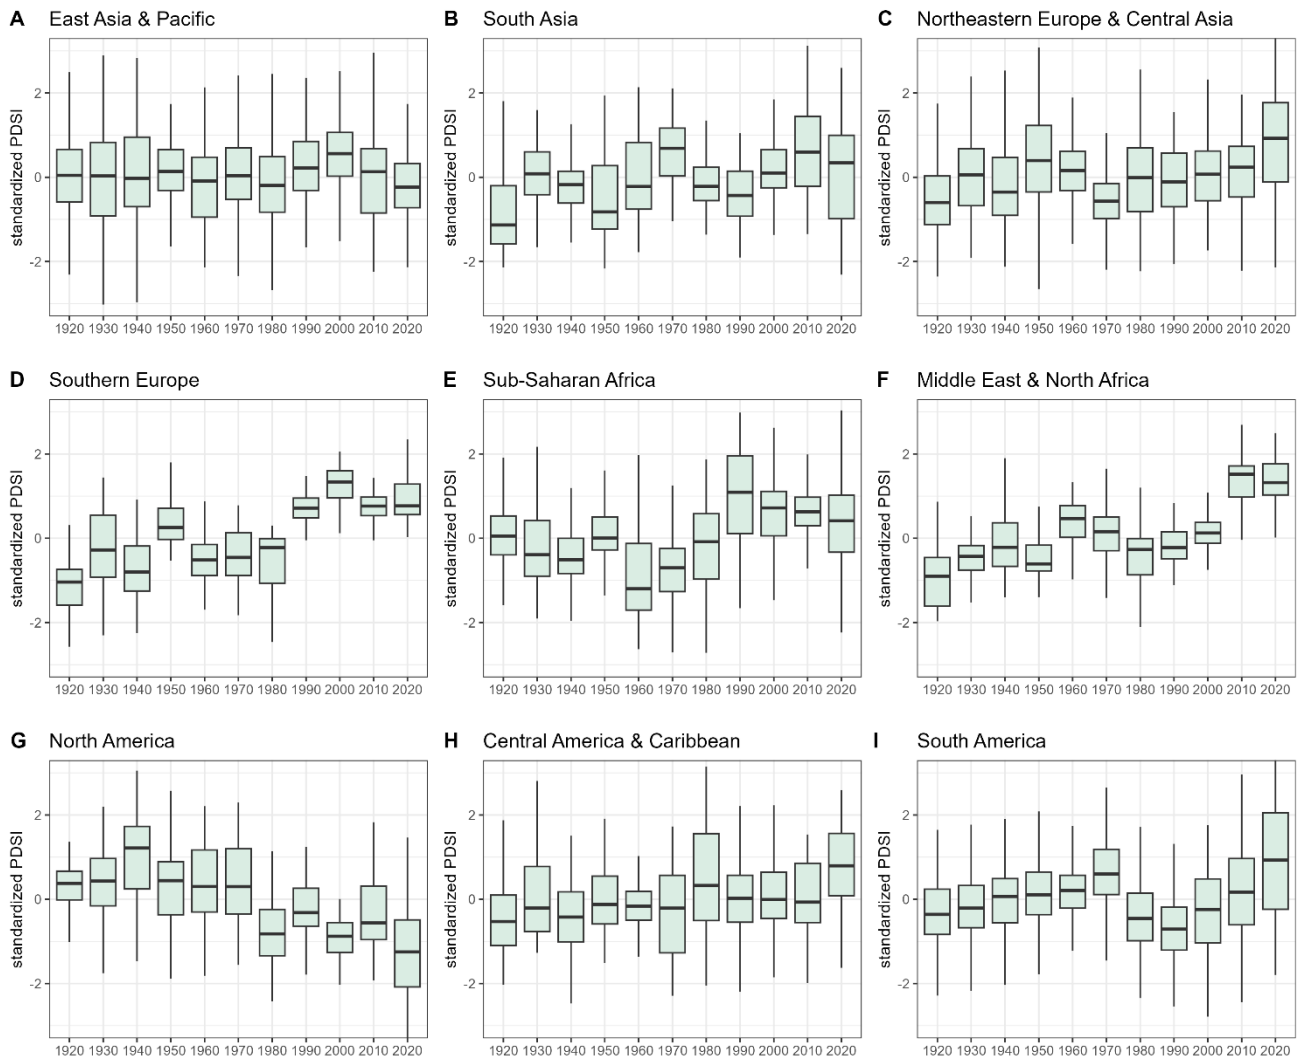 A East Asia & Pacific
B South Asia
C Northeastern Europe & Central Asia
standardized PDSI
2
0
-2
1920 1930 1940 1950 1960 1970 1980 1990 2000 2010 2020
standardized PDSI
2
0
-2
1920 1930 1940 1950 1960 1970 1980 1990 2000 2010 2020
standardized PDSI
2
0
-2
1920 1930 1940 1950 1960 1970 1980 1990 2000 2010 2020
D Southern Europe
E Sub-Saharan Africa
F Middle East & North Africa
standardized PDSI
2
0
-2
1920 1930 1940 1950 1960 1970 1980 1990 2000 2010 2020
standardized PDSI
2
0
-2
1920 1930 1940 1950 1960 1970 1980 1990 2000 2010 2020
standardized PDSI
2
0
-2
1920 1930 1940 1950 1960 1970 1980 1990 2000 2010 2020
G North America
H Central America & Caribbean
I South America
standardized PDSI
2
0
-2
1920 1930 1940 1950 1960 1970 1980 1990 2000 2010 2020
standardized PDSI
2
0
-2
1920 1930 1940 1950 1960 1970 1980 1990 2000 2010 2020
standardized PDSI
2
0
-2
1920 1930 1940 1950 1960 1970 1980 1990 2000 2010 2020